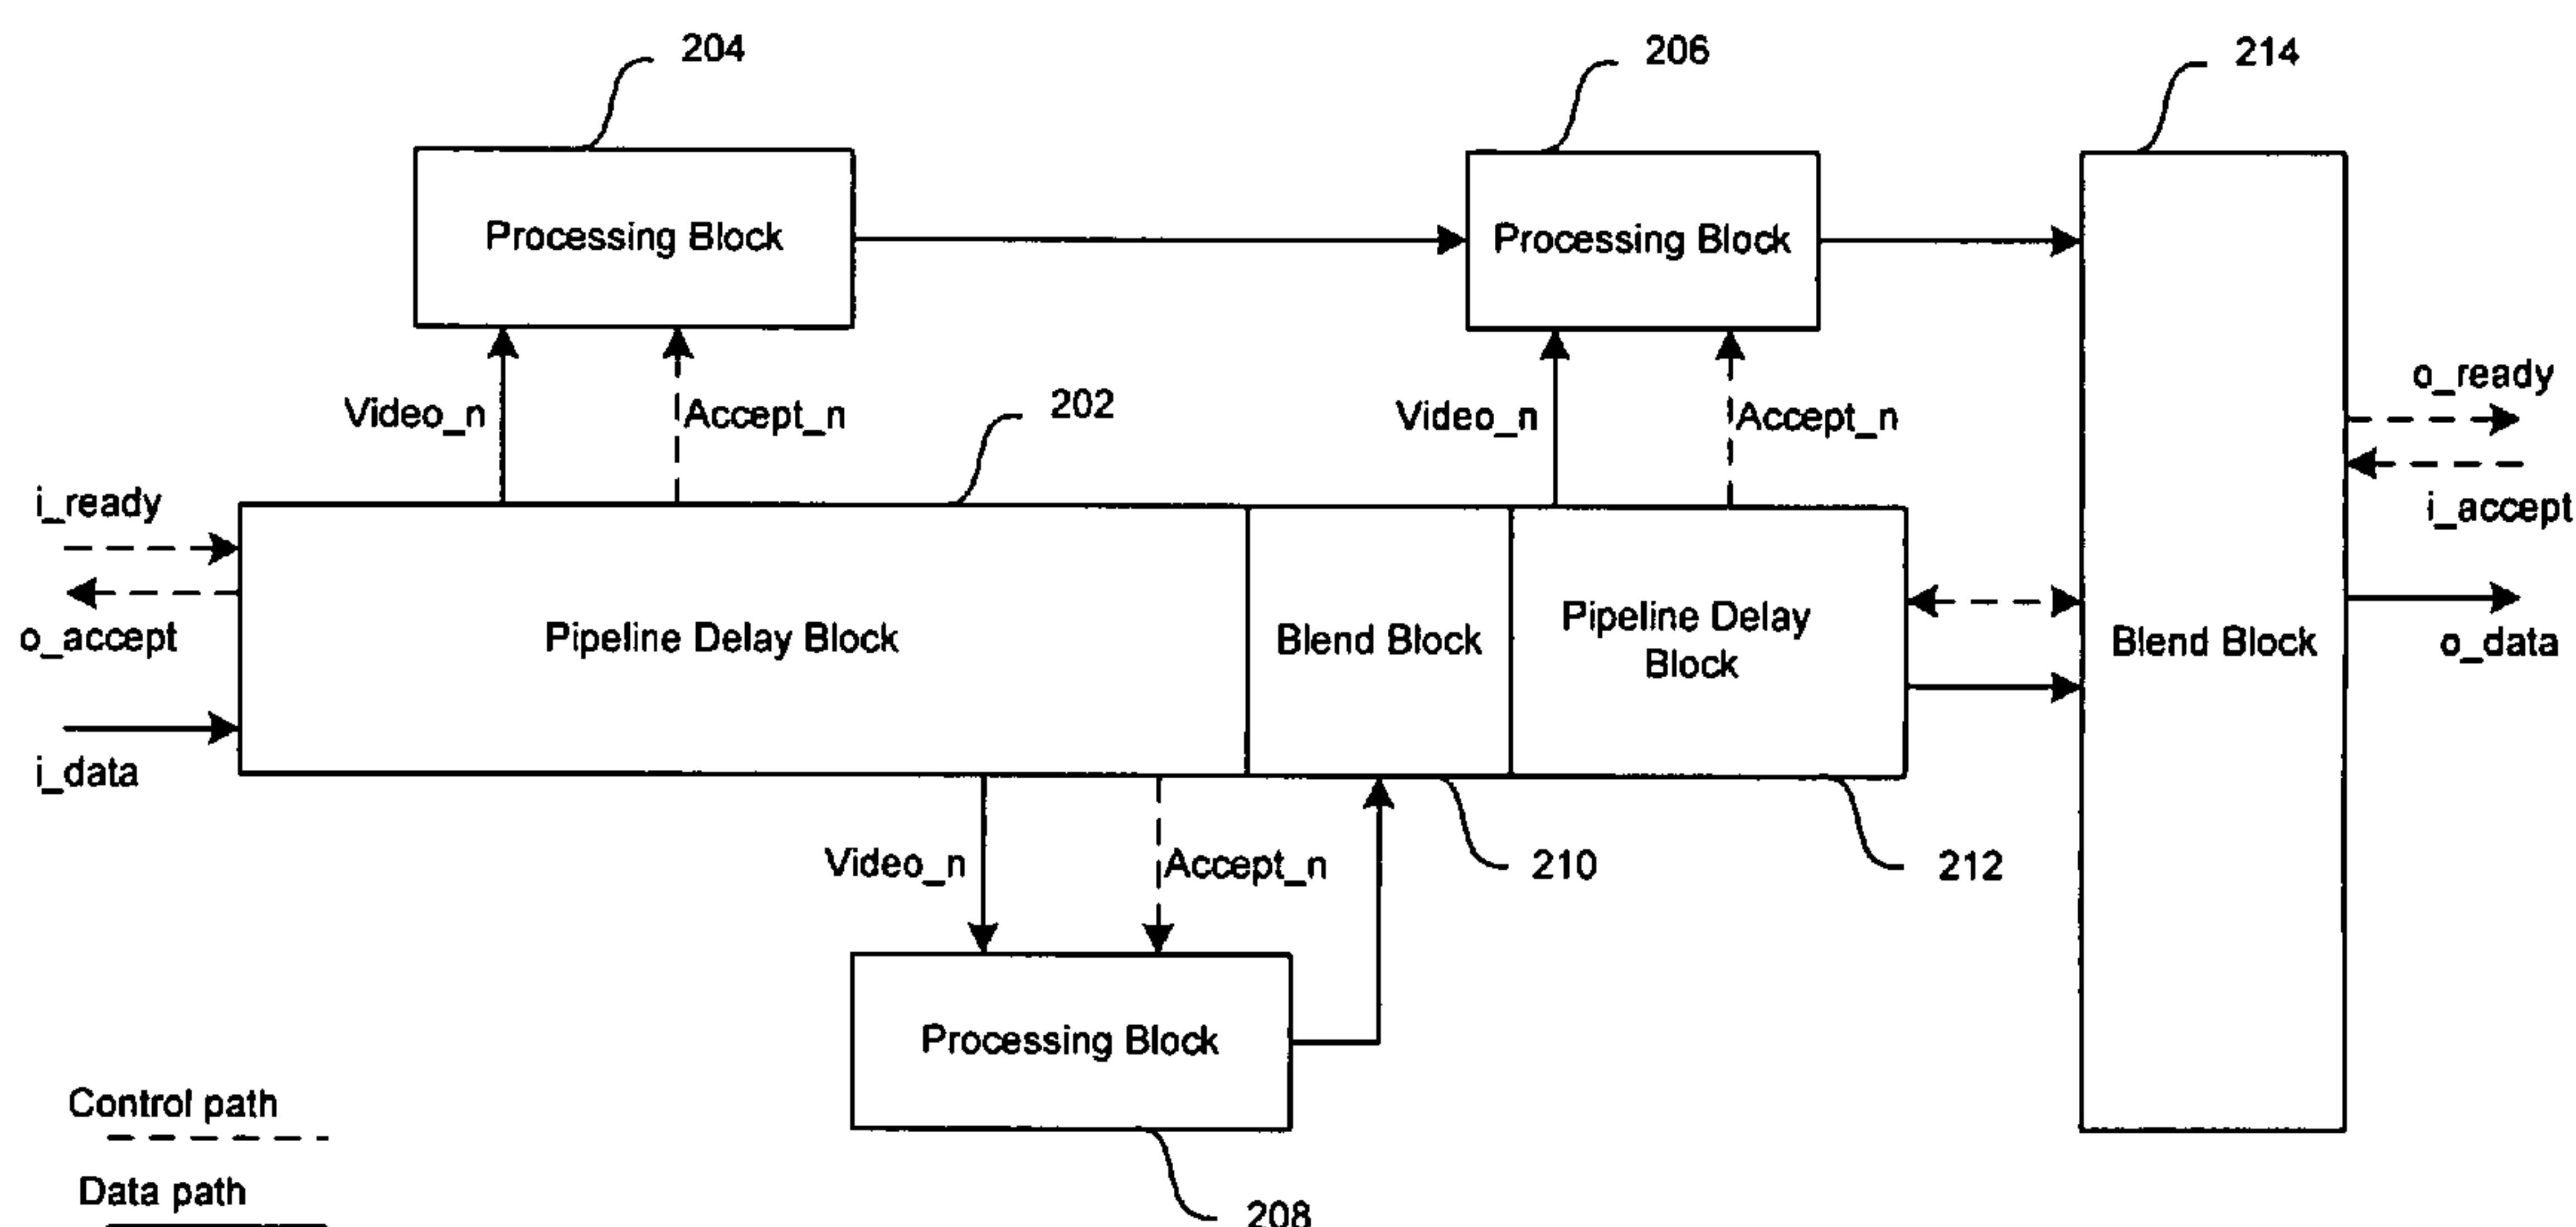 204
206
214
Processing Block
Processing Block
Video_n
Accept_n
202
Video_n
Accept_n
o_ready
i_accept
i_ready
o_accept
i_data
Pipeline Delay Block
Blend Block
Pipeline Delay
Block
Blend Block
o_data
Video_n
Accept_n
210
212
Processing Block
208
Control path
Data path